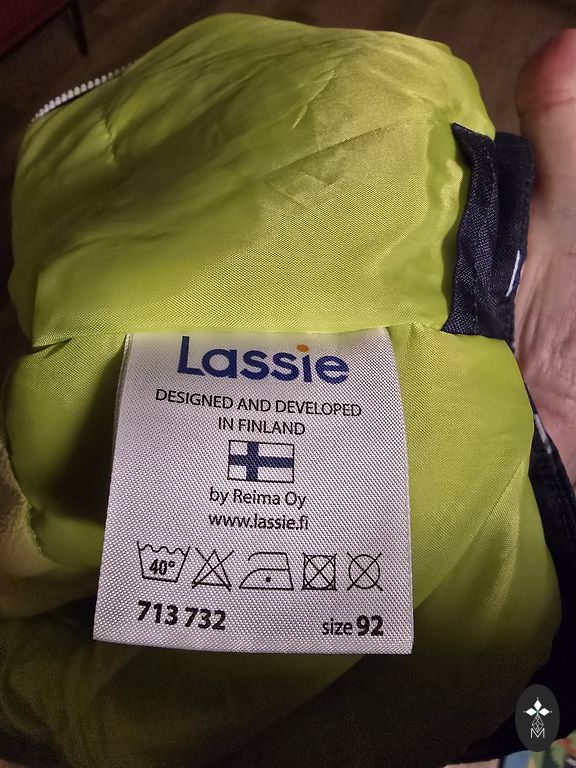 Lassie
DESIGNED AND DEVELOPED
IN FINLAND
by Reima Oy
www.lassie.fi
40°
713 732 size 92
M